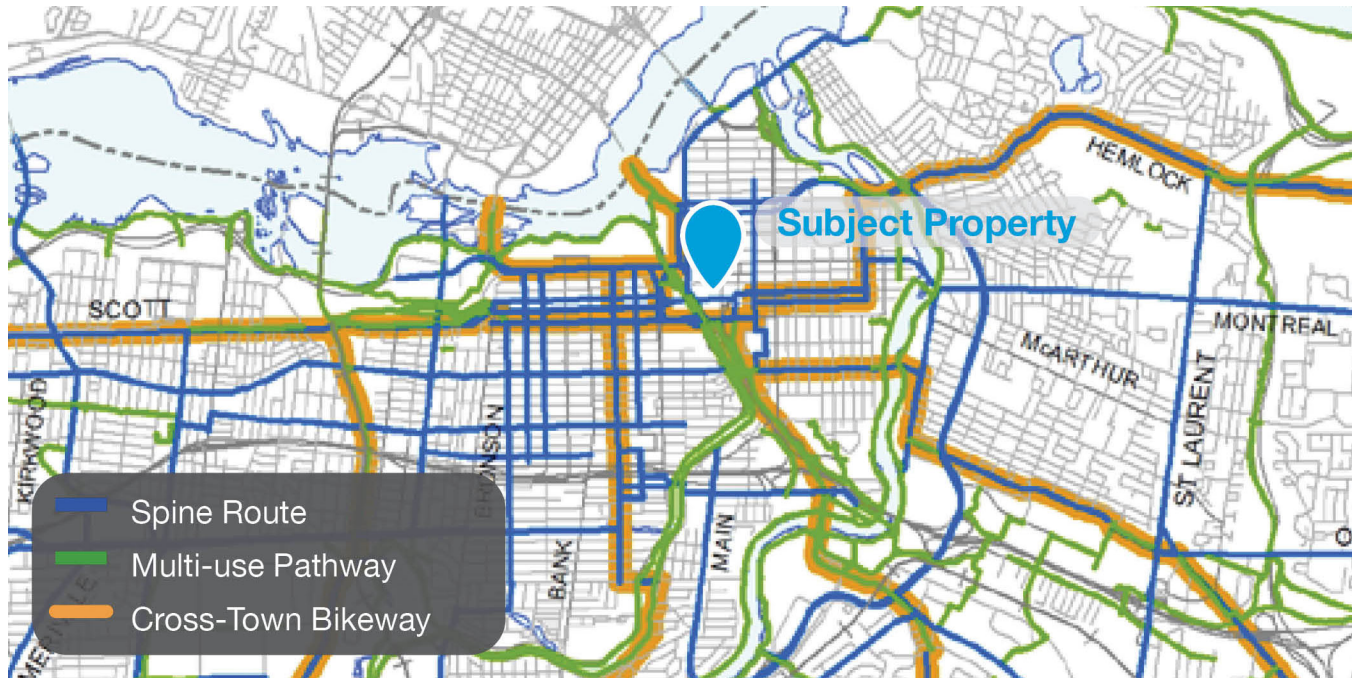 HEMLOCK
Subject Property
SCOTT
MONTREAL
McARTHUR
KIRKWOOD
BRONSON
ST LAURENT
Spine Route
Multi-use Pathway
BANK
MAIN
O
MERIVALE
Cross-Town Bikeway